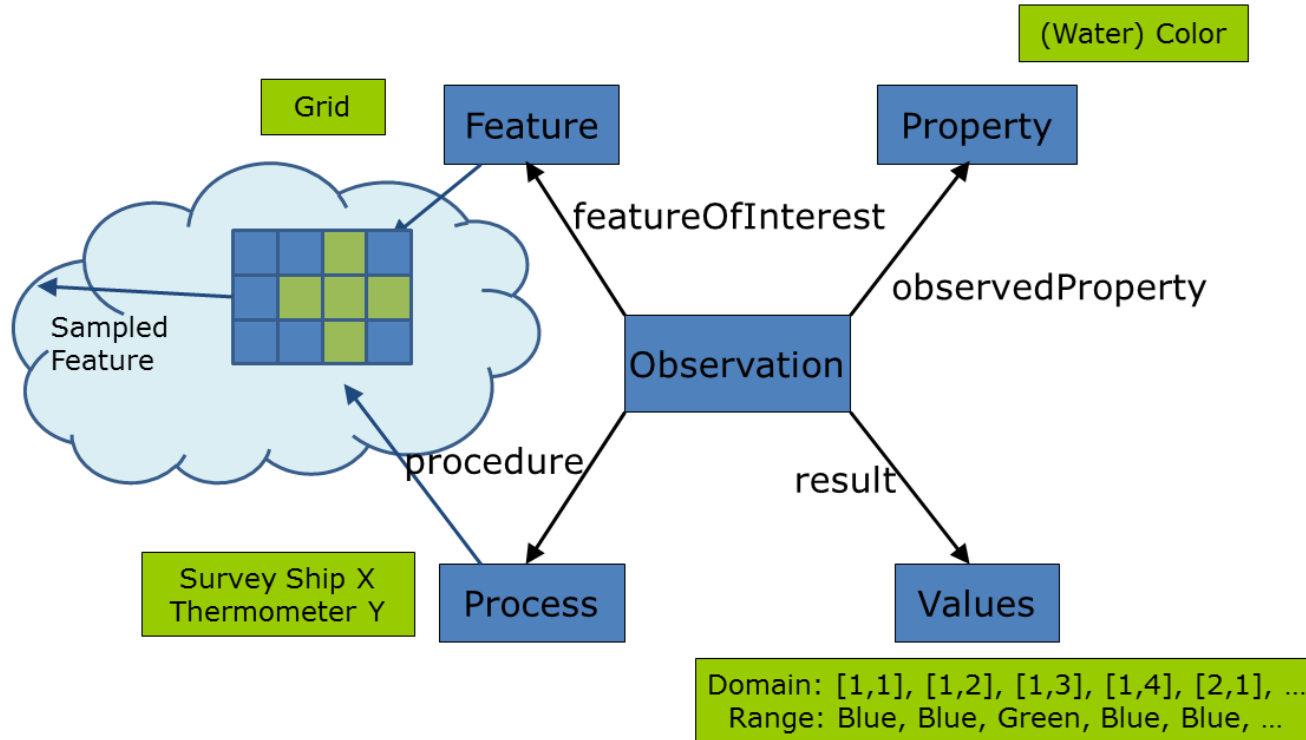 (Water) Color
Grid
Feature
Property
featureOfInterest
observedProperty
Sampled
Feature
Observation
procedure
result
Survey Ship X
Thermometer Y
Process
Values
Domain: [1,1], [1,2], [1,3], [1,4], [2,1], …
Range: Blue, Blue, Green, Blue, Blue, …